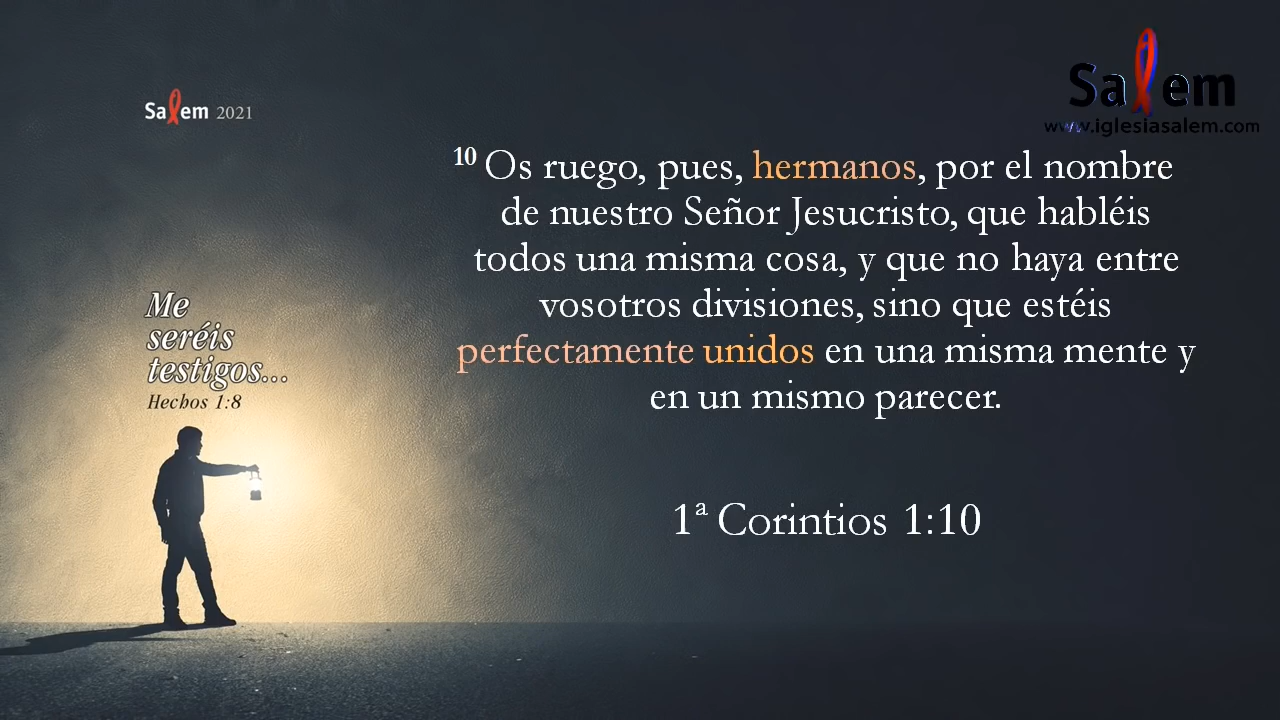 Salem
www.iglesiasalem.com
Salem 2021
10 Os ruego, pues, hermanos, por el nombre
de nuestro Señor Jesucristo, que habléis
todos una misma cosa, y que no haya entre
vosotros divisiones, sino que estéis
perfectamente unidos en una misma mente y
en un mismo parecer.
1ª Corintios 1:10
Me
seréis
testigos...
Hechos 1:8